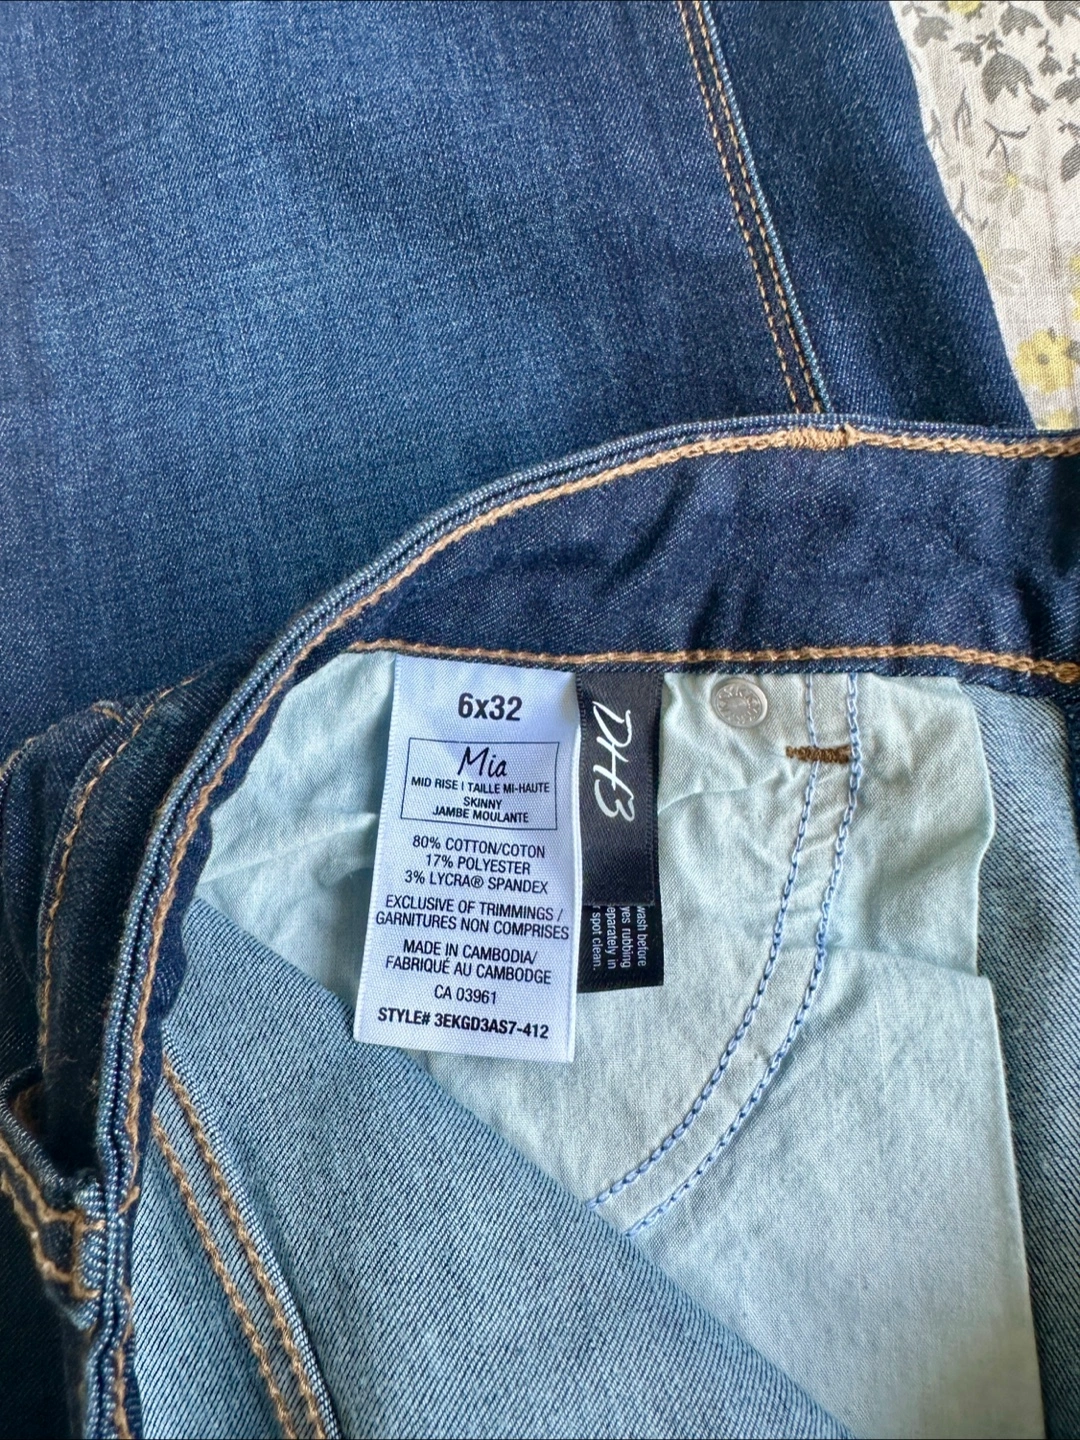 6x32
Mia
MID RISE | TAILLE MI-HAUTE
SKINNY
JAMBE MOULANTE
80% COTTON/COTON
17% POLYESTER
3% LYCRA® SPANDEX
EXCLUSIVE OF TRIMMINGS /
GARNITURES NON COMPRISES
MADE IN CAMBODIA/
FABRIQUÉ AU CAMBODGE
CA 03961
STYLE# 3EKGD3AS7-412
wash before
rubbing
in
spot clean.